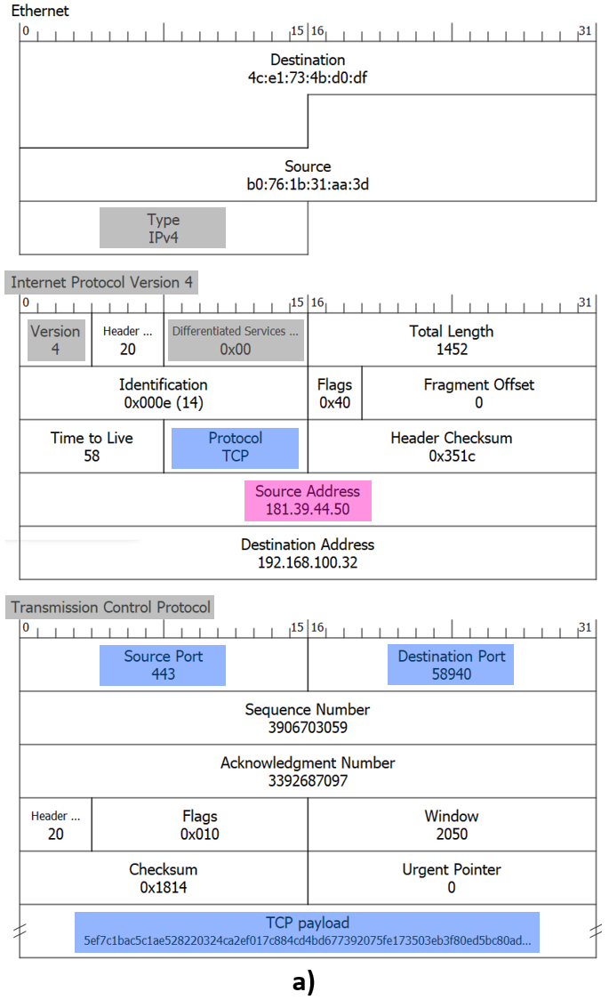 Ethernet
0 15 16 31
Destination
4c:e1:73:4b:d0:df
Source
b0:76:1b:31:aa:3d
Type
IPv4
Internet Protocol Version 4
0 15 16 31
Version Header ... Differentiated Services ... Total Length
4 20 0x00 1452
Identification Flags Fragment Offset
0x000e (14) 0x40 0
Time to Live Protocol Header Checksum
58 TCP 0x351c
Source Address
181.39.44.50
Destination Address
192.168.100.32
Transmission Control Protocol
0 15 16 31
Source Port Destination Port
443 58940
Sequence Number
3906703059
Acknowledgment Number
3392687097
Header ... Flags Window
20 0x010 2050
Checksum Urgent Pointer
0x1814 0
TCP payload
5ef7c1bac5c1ae528220324ca2ef017c884cd4bd677392075fe173503eb3f80ed5bc80ad...
a)